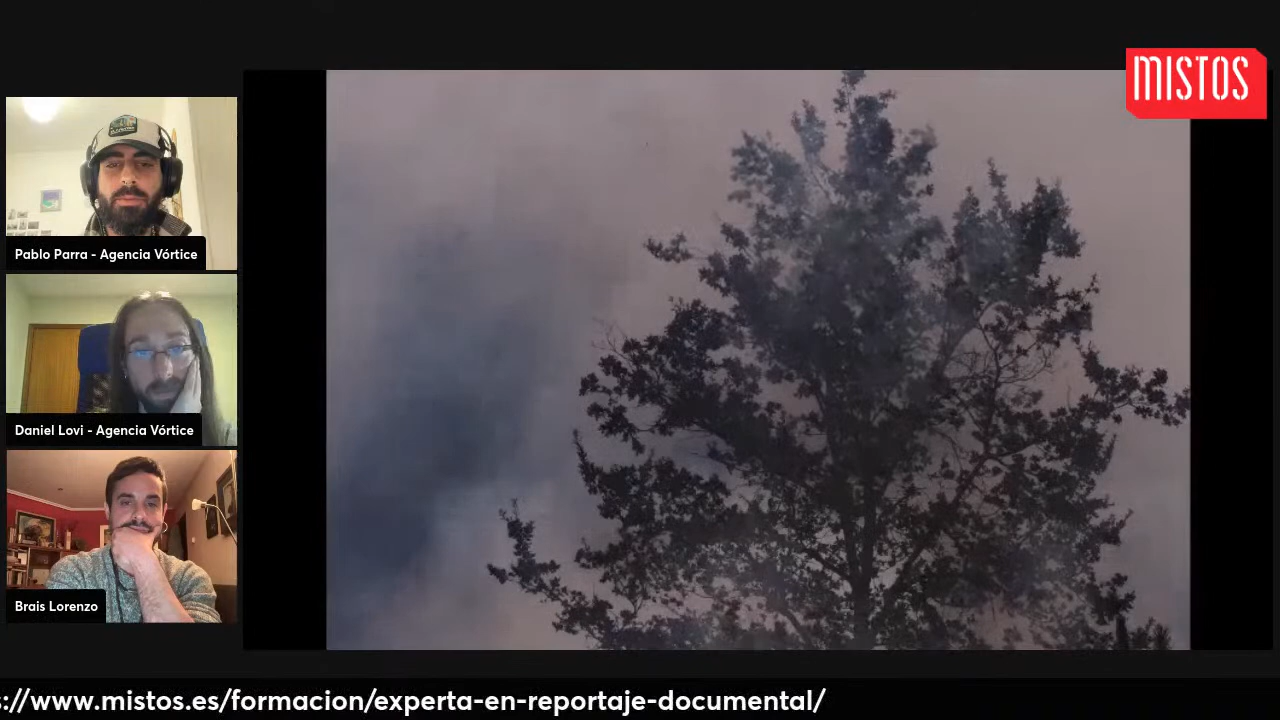 MISTOS
Pablo Parra - Agencia Vórtice
Daniel Lovi - Agencia Vórtice
Brais Lorenzo
://www.mistos.es/formacion/experta-en-reportaje-documental/